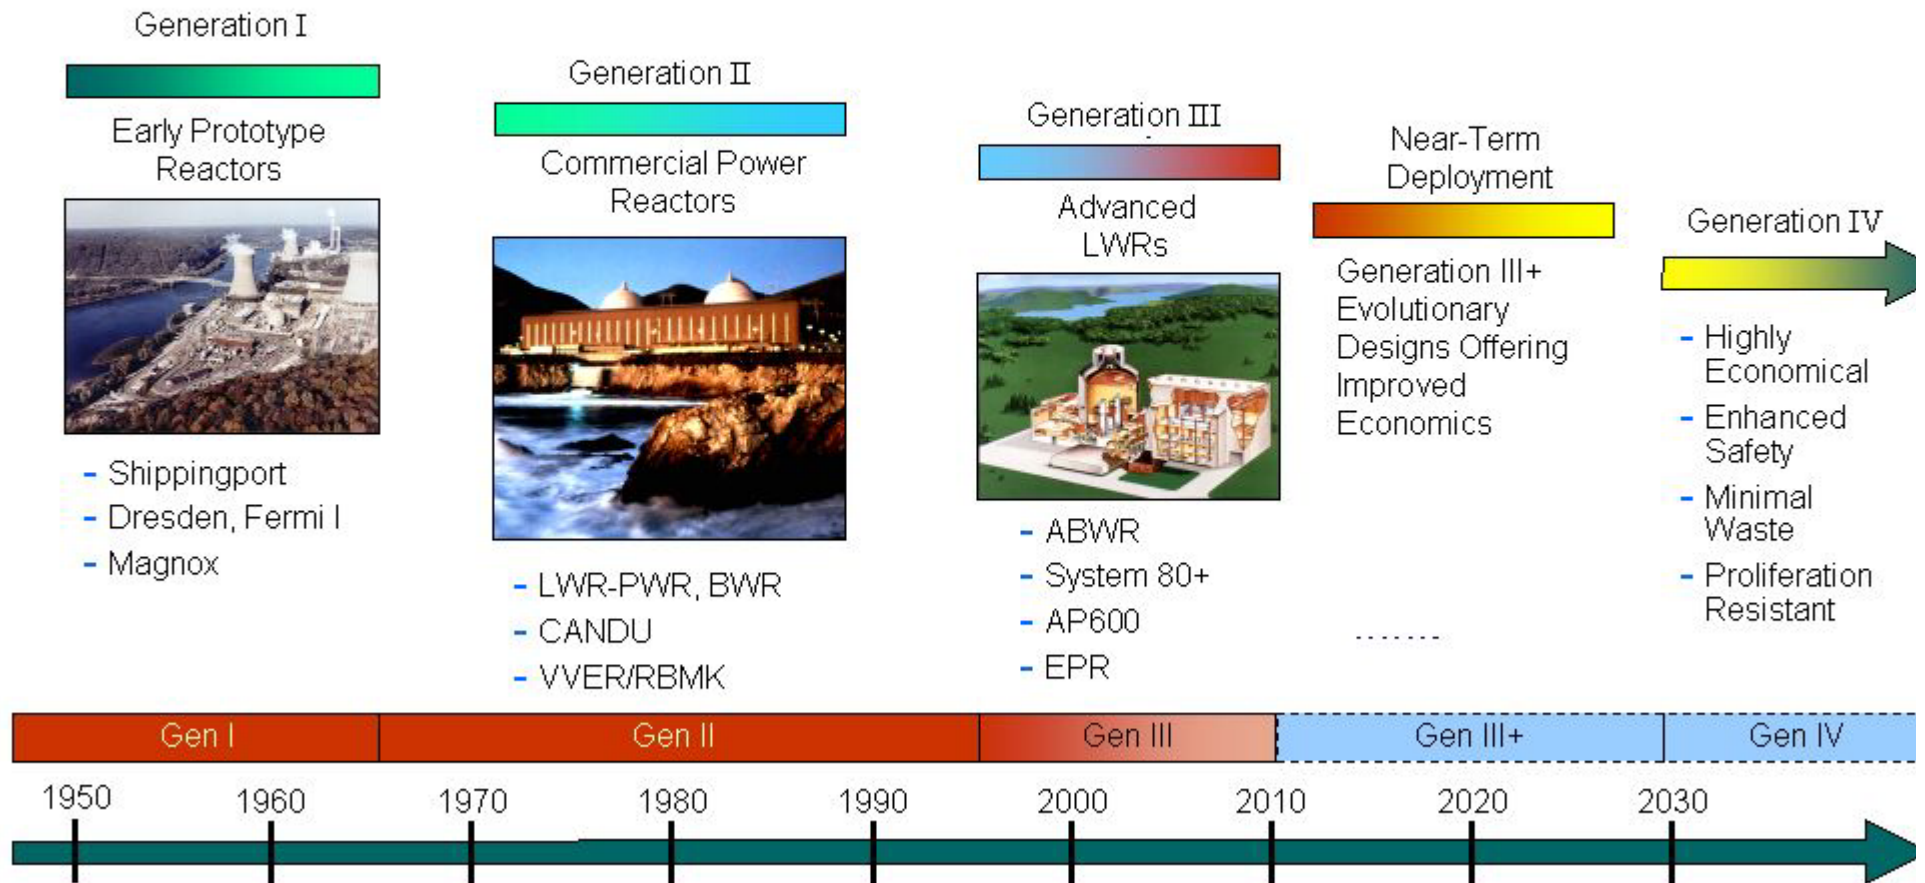 Generation I
Early Prototype
Reactors
- Shippingport
- Dresden, Fermi I
- Magnox
Generation II
Commercial Power
Reactors
- LWR-PWR, BWR
- CANDU
- VVER/RBMK
Generation III
Advanced
LWRs
- ABWR
- System 80+
- AP600
- EPR
Near-Term
Deployment
Generation III+
Evolutionary
Designs Offering
Improved
Economics
Generation IV
- Highly
Economical
- Enhanced
Safety
- Minimal
Waste
- Proliferation
Resistant
Gen I
Gen II
Gen III
Gen III+
Gen IV
1950
1960
1970
1980
1990
2000
2010
2020
2030